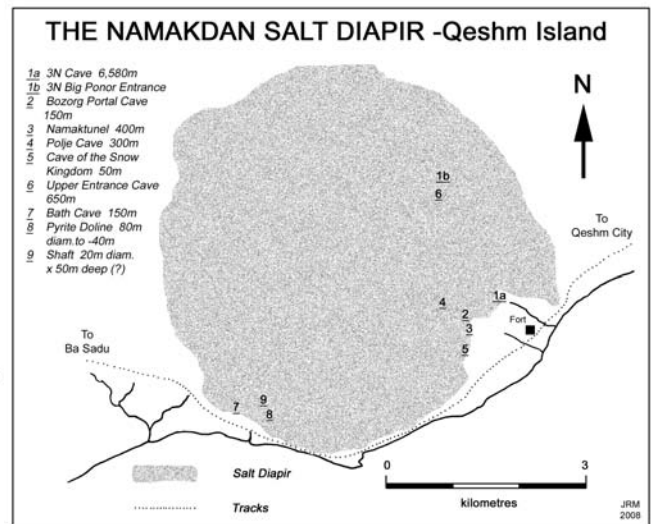 THE NAMAKDAN SALT DIAPIR -Qeshm Island
1a 3N Cave 6,580m
1b 3N Big Ponor Entrance
2 Bozorg Portal Cave
150m
3 Namaktunel 400m
4 Polje Cave 300m
5 Cave of the Snow
Kingdom 50m
6 Upper Entrance Cave
650m
7 Bath Cave 150m
8 Pyrite Doline 80m
diam.to -40m
9 Shaft 20m diam.
x 50m deep (?)
N
1b
6
To
Qeshm City
1a
4
2
Fort
3
5
To
Ba Sadu
9
7
8
0 3
Salt Diapir
kilometres
Tracks
JRM
2008